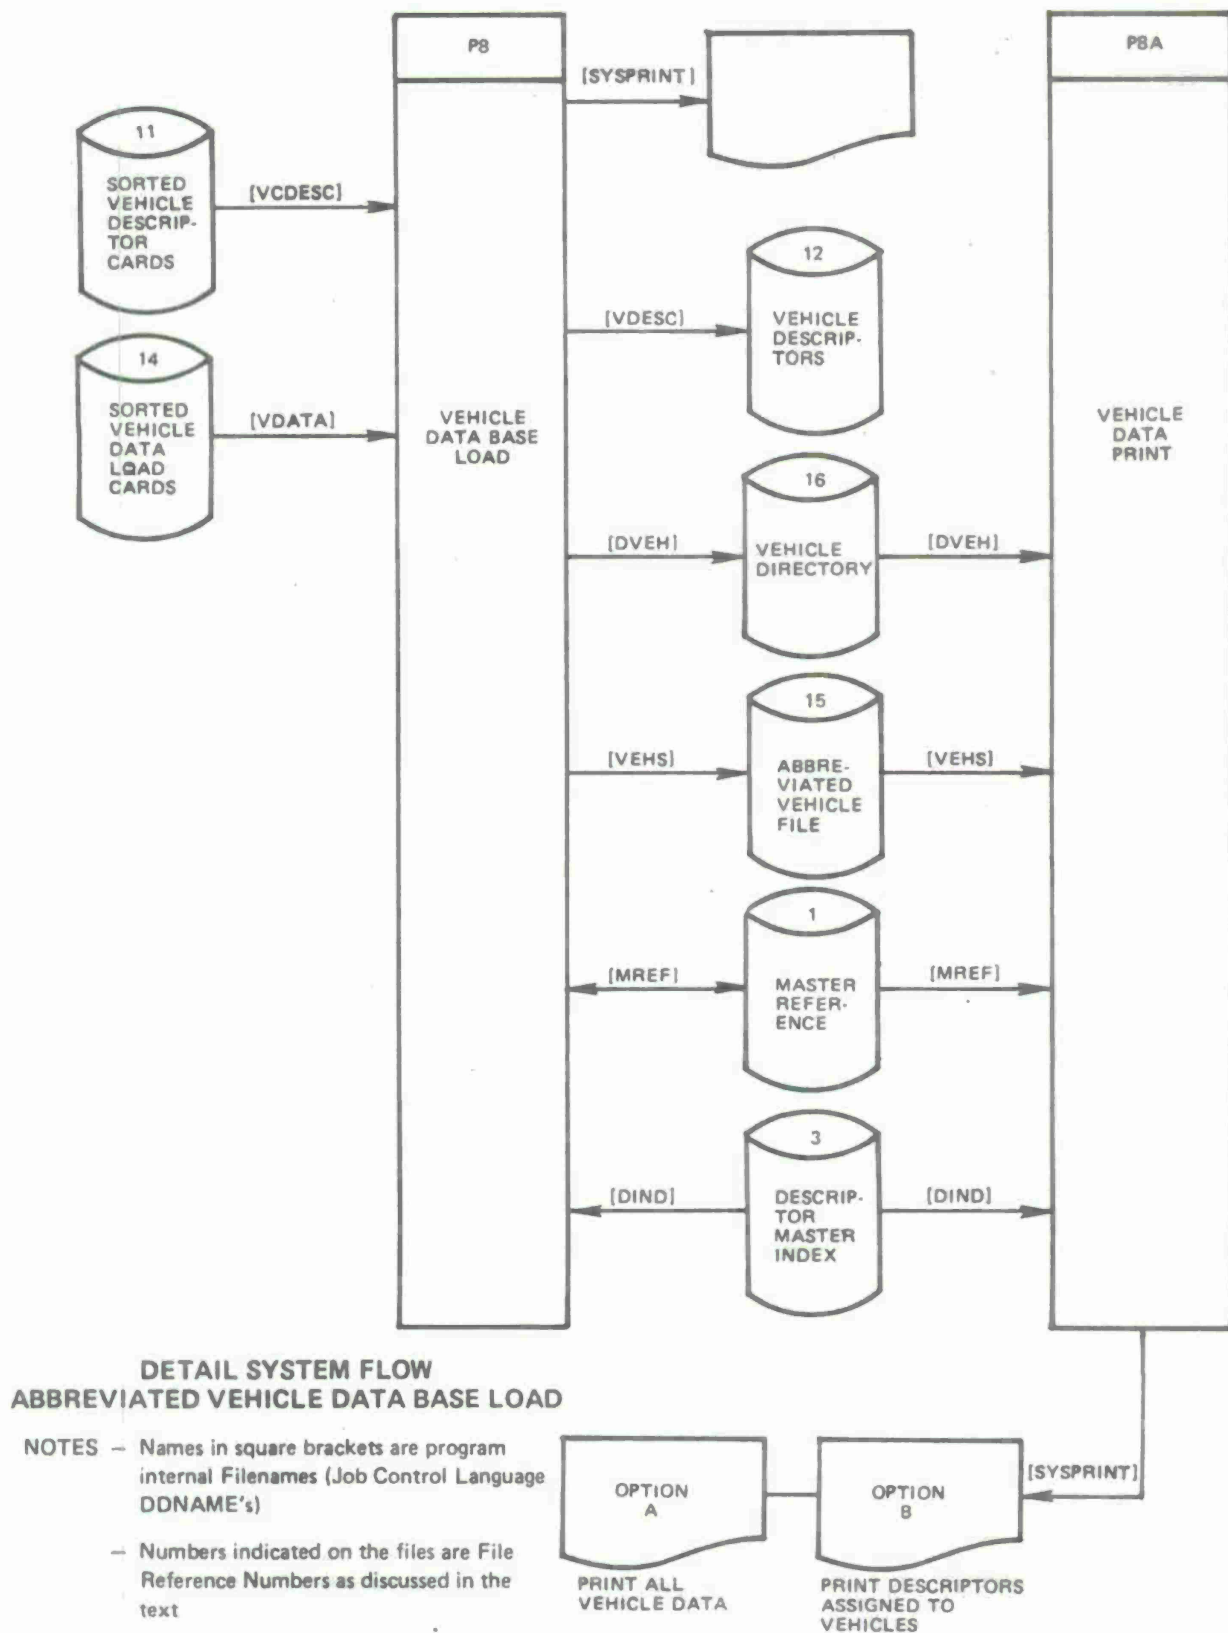 P8
P8A
[SYSPRINT]
11
SORTED
VEHICLE
DESCRIP-
TOR
CARDS
[VCDESC]
12
VEHICLE
DESCRIP-
TORS
[VDESC]
14
SORTED
VEHICLE
DATA
LOAD
CARDS
[VDATA]
VEHICLE
DATA BASE
LOAD
VEHICLE
DATA
PRINT
16
[DVEH]
VEHICLE
DIRECTORY
[DVEH]
15
[VEHS]
ABBRE-
VIATED
VEHICLE
FILE
[VEHS]
1
[MREF]
MASTER
REFER-
ENCE
[MREF]
3
[DIND]
DESCRIP-
TOR
MASTER
INDEX
[DIND]
DETAIL SYSTEM FLOW
ABBREVIATED VEHICLE DATA BASE LOAD
NOTES – Names in square brackets are program
internal Filenames (Job Control Language
DDNAME's)
– Numbers indicated on the files are File
Reference Numbers as discussed in the
text
OPTION
A
PRINT ALL
VEHICLE DATA
OPTION
B
PRINT DESCRIPTORS
ASSIGNED TO
VEHICLES
[SYSPRINT]